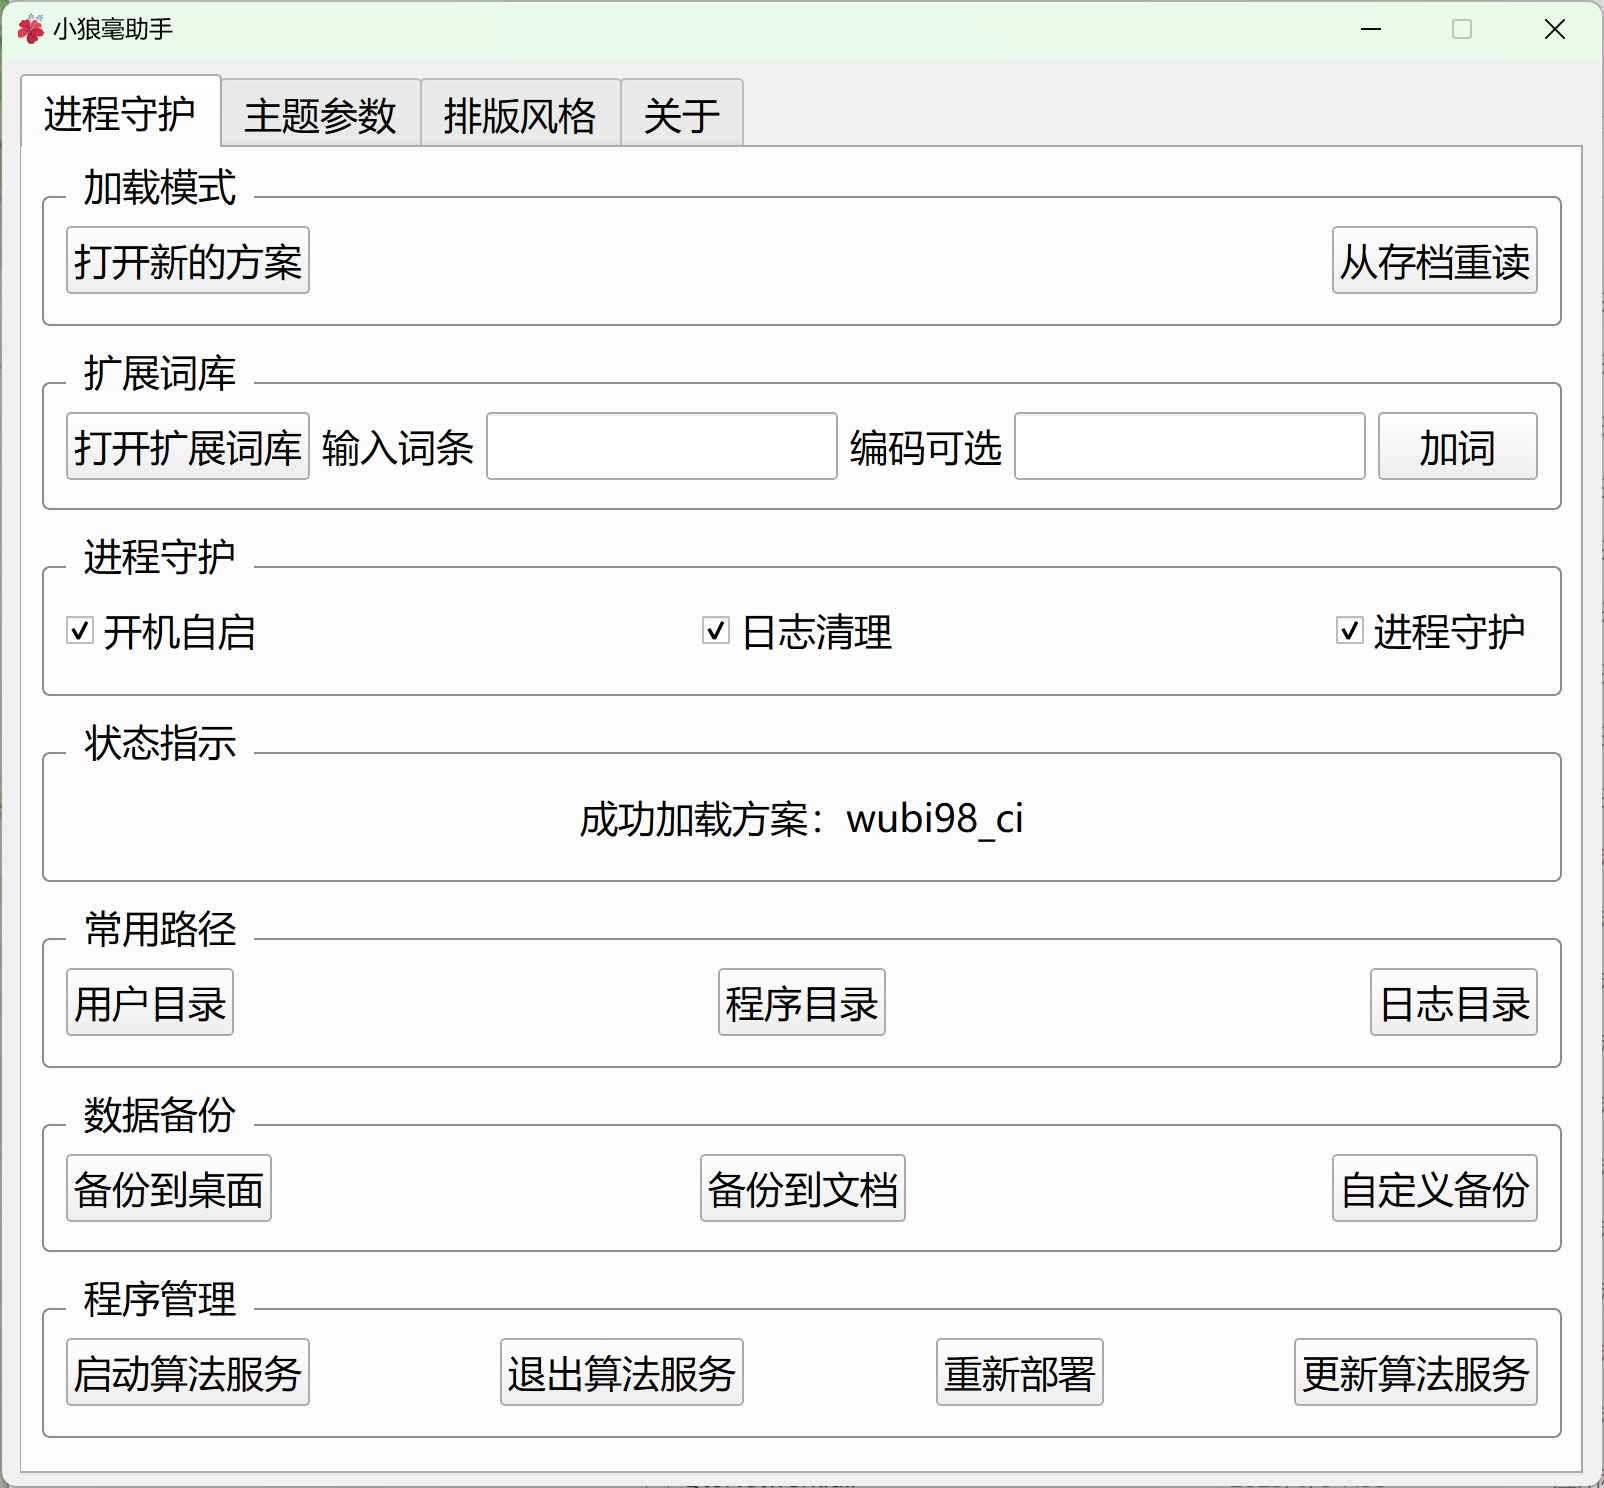 小狼毫助手
进程守护 主题参数 排版风格 关于
加载模式
打开新的方案 从存档重读
扩展词库
打开扩展词库 输入词条 编码可选 加词
进程守护
开机自启 日志清理 进程守护
状态指示
成功加载方案：wubi98_ci
常用路径
用户目录 程序目录 日志目录
数据备份
备份到桌面 备份到文档 自定义备份
程序管理
启动算法服务 退出算法服务 重新部署 更新算法服务